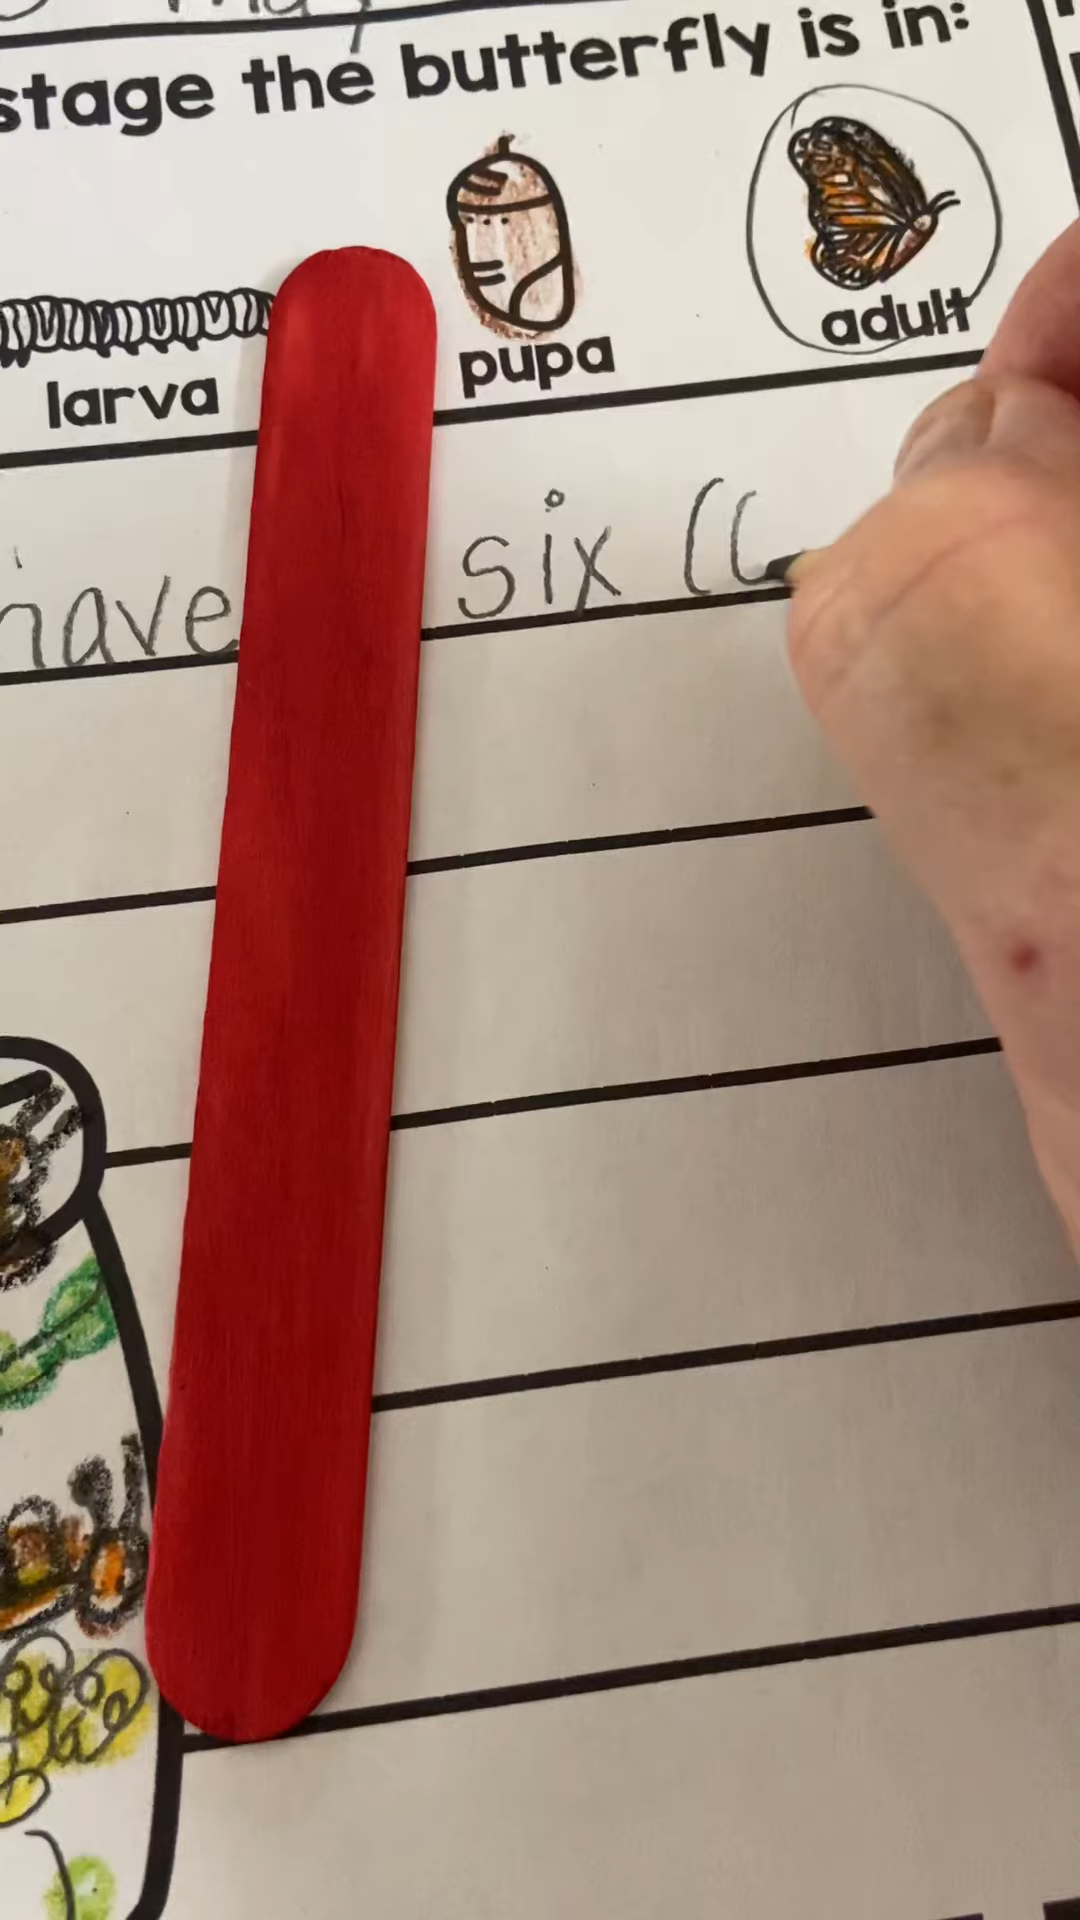 stage the butterfly is in:
larva
pupa
adult
have six (